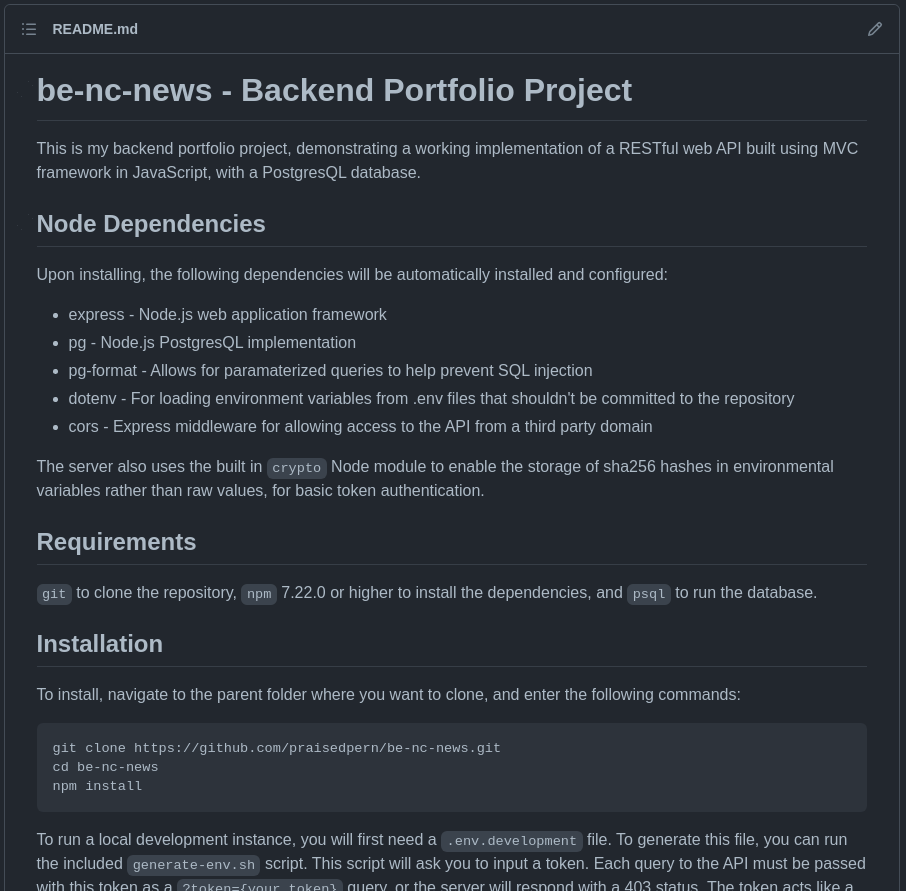 README.md
be-nc-news - Backend Portfolio Project
This is my backend portfolio project, demonstrating a working implementation of a RESTful web API built using MVC
framework in JavaScript, with a PostgresQL database.
Node Dependencies
Upon installing, the following dependencies will be automatically installed and configured:
express - Node.js web application framework
pg - Node.js PostgresQL implementation
pg-format - Allows for paramaterized queries to help prevent SQL injection
dotenv - For loading environment variables from .env files that shouldn't be committed to the repository
cors - Express middleware for allowing access to the API from a third party domain
The server also uses the built in crypto Node module to enable the storage of sha256 hashes in environmental
variables rather than raw values, for basic token authentication.
Requirements
git to clone the repository, npm 7.22.0 or higher to install the dependencies, and psql to run the database.
Installation
To install, navigate to the parent folder where you want to clone, and enter the following commands:
git clone https://github.com/praisedpern/be-nc-news.git
cd be-nc-news
npm install
To run a local development instance, you will first need a .env.development file. To generate this file, you can run
the included generate-env.sh script. This script will ask you to input a token. Each query to the API must be passed
with this token as a ?token={your_token} query, or the server will respond with a 403 status. The token acts like a